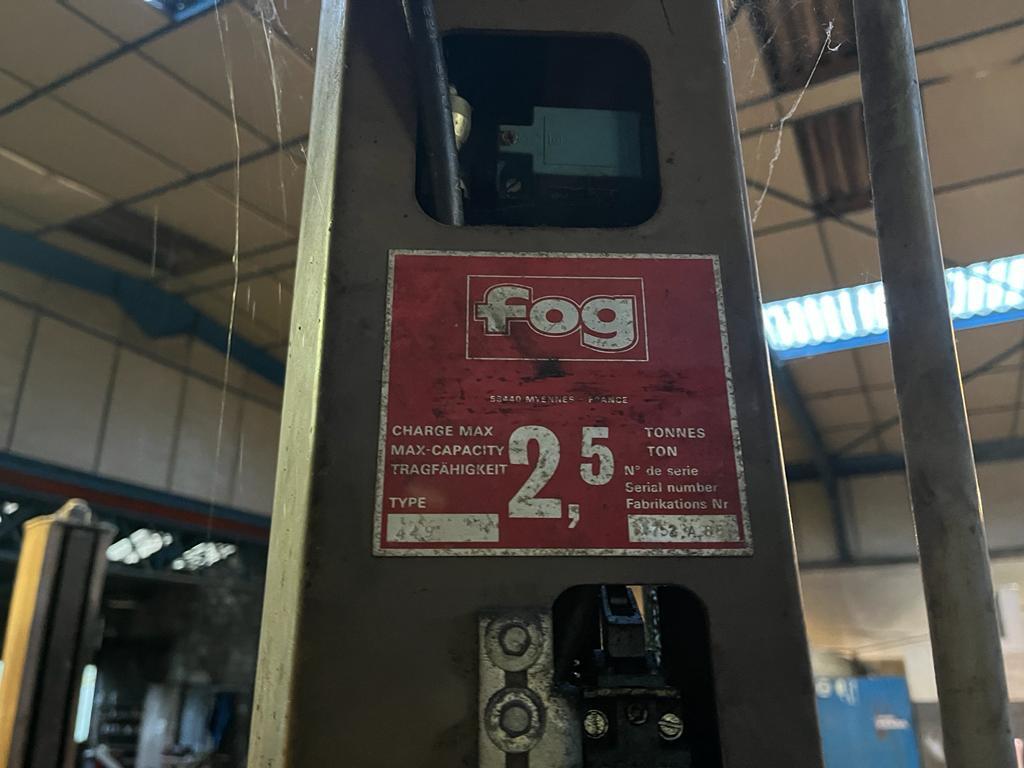 fog
58440 MYENNES - FRANCE
CHARGE MAX
MAX-CAPACITY
TRAGFÄHIGKEIT
2,5
TONNES
TON
N° de serie
Serial number
Fabrikations Nr
TYPE